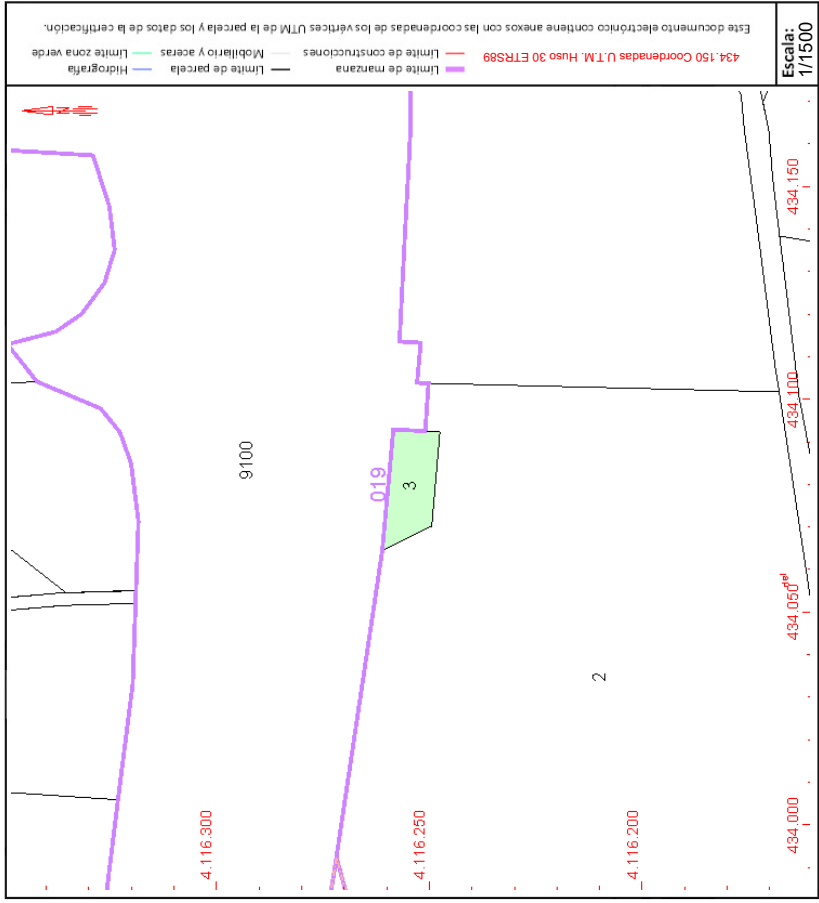 Este documento electrónico contiene anexos con las coordenadas de los vértices UTM de la parcela y los datos de la certificación.
434.150 Coordenadas U.T.M. Huso 30 ETRS89
Límite de manzana
Límite de construcciones
Límite de parcela
Mobiliario y aceras
Hidrografía
Límite zona verde
Escala:
1/1500
9100
019
3
2
4.116.300
4.116.250
4.116.200
434.000
434.050
434.100
434.150